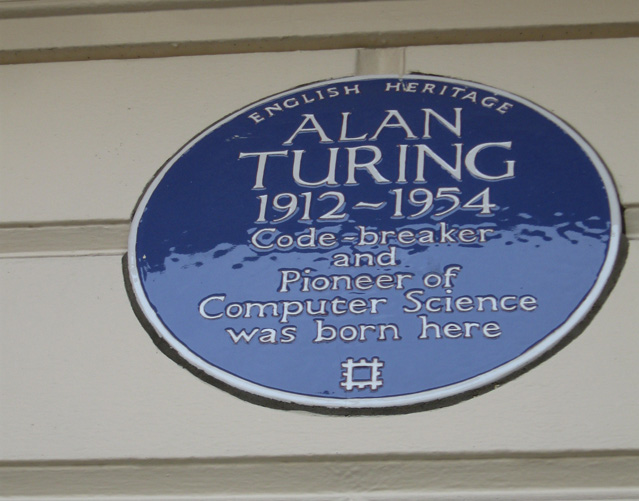 ENGLISH HERITAGE
ALAN
TURING
1912~1954
Code-breaker
and
Pioneer of
Computer Science
was born here